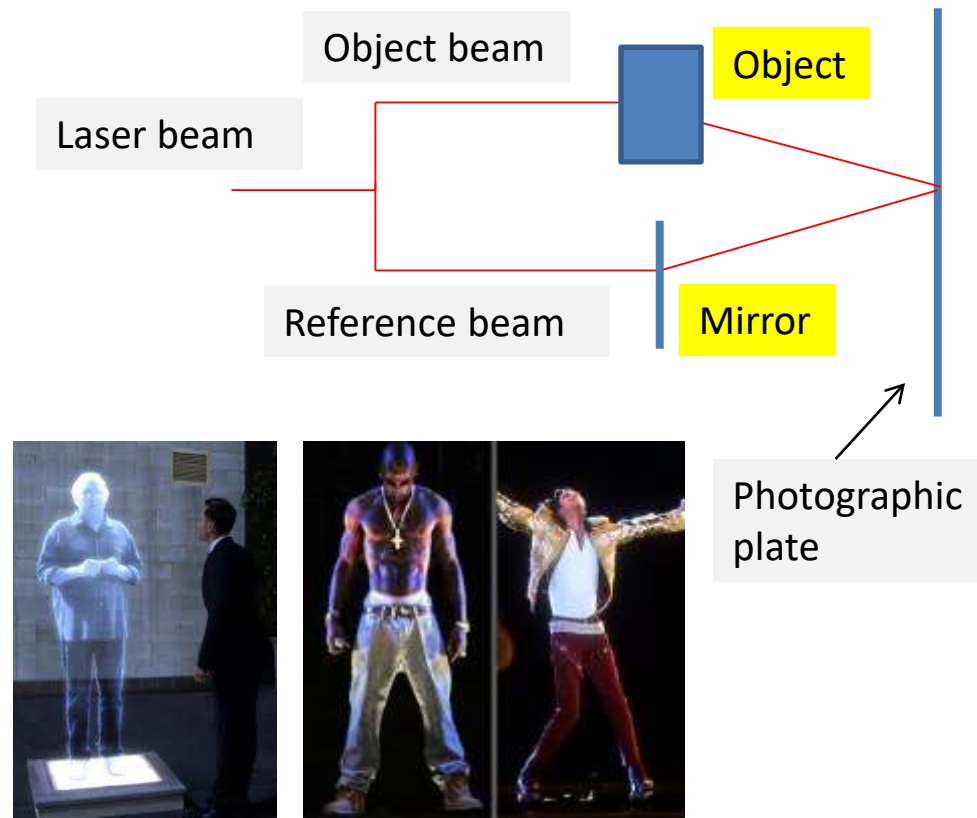 Object beam
Object
Laser beam
Reference beam
Mirror
Photographic
plate